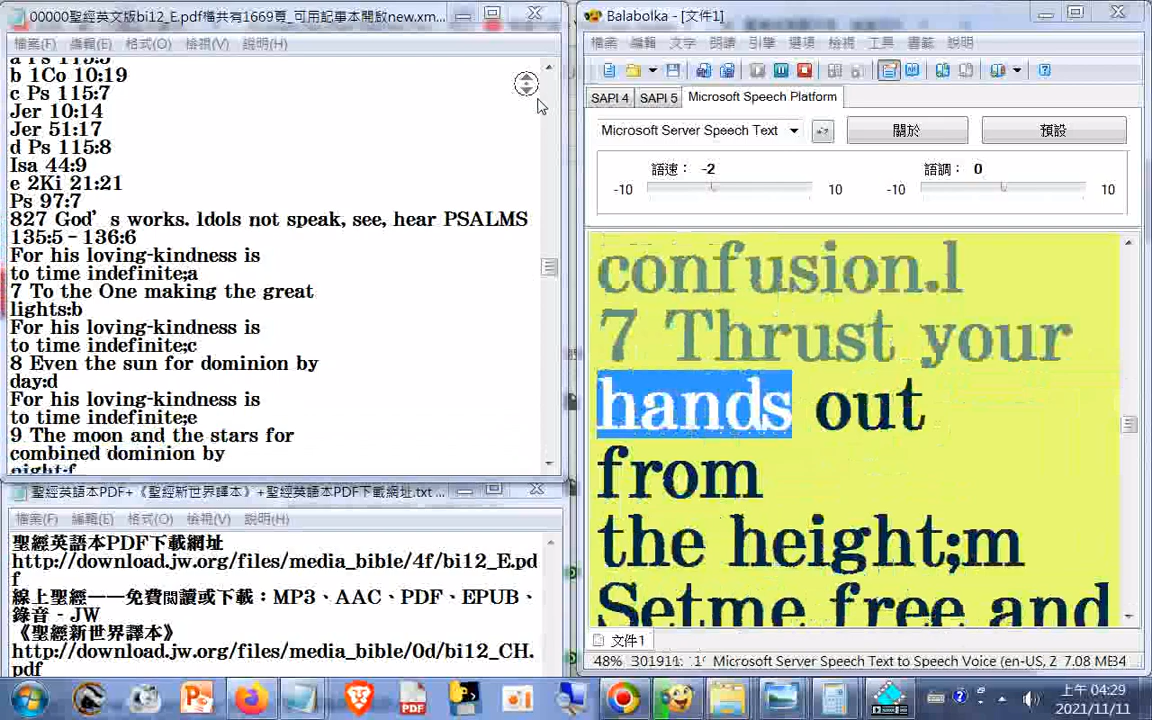 00000聖經英文版bi12_E.pdf檔共有1669頁_可用記事本開啟new.xm...
檔案(F) 編輯(E) 格式(O) 檢視(V) 說明(H)
a Ps 115:5
b 1Co 10:19
c Ps 115:7
Jer 10:14
Jer 51:17
d Ps 115:8
Isa 44:9
e 2Ki 21:21
Ps 97:7
827 God’s works. Idols not speak, see, hear PSALMS
135:5–136:6
For his loving-kindness is
to time indefinite;a
7 To the One making the great
lights:b
For his loving-kindness is
to time indefinite;c
8 Even the sun for dominion by
day:d
For his loving-kindness is
to time indefinite;e
9 The moon and the stars for
combined dominion by
night:f
聖經英語本PDF+《聖經新世界譯本》+聖經英語本PDF下載網址.txt ...
檔案(F) 編輯(E) 格式(O) 檢視(V) 說明(H)
聖經英語本PDF下載網址
http://download.jw.org/files/media_bible/4f/bi12_E.pd
f
線上聖經——免費閱讀或下載：MP3、AAC、PDF、EPUB、
錄音 - JW
《聖經新世界譯本》
http://download.jw.org/files/media_bible/0d/bi12_CH.
pdf
Balabolka - [文件1]
檔案 編輯 文字 朗讀 引擎 選項 檢視 工具 書籤 說明
SAPI 4 SAPI 5 Microsoft Speech Platform
Microsoft Server Speech Text 關於 預設
語速： -2 語調： 0
-10 10 -10 10
confusion.l
7 Thrust your
hands out
from
the height;m
Setme free and
文件1
48% Microsoft Server Speech Text to Speech Voice (en-US, Z 7.08 MB
上午 04:29
2021/11/11